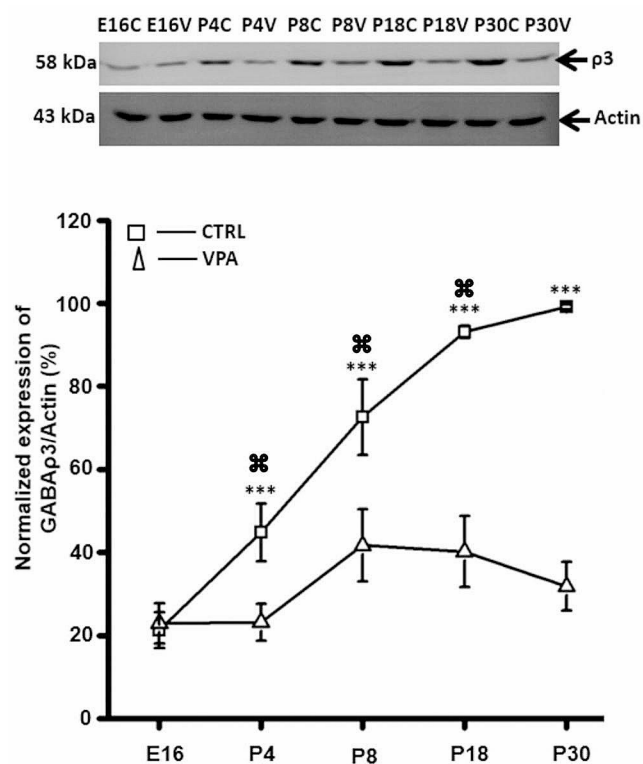 E16C E16V P4C P4V P8C P8V P18C P18V P30C P30V
58 kDa ρ3
43 kDa Actin
120
CTRL
VPA
100
80
60
40
20
0
Normalized expression of
GABAρ3/Actin (%)
⌘
***
⌘
***
⌘
***
***
E16 P4 P8 P18 P30